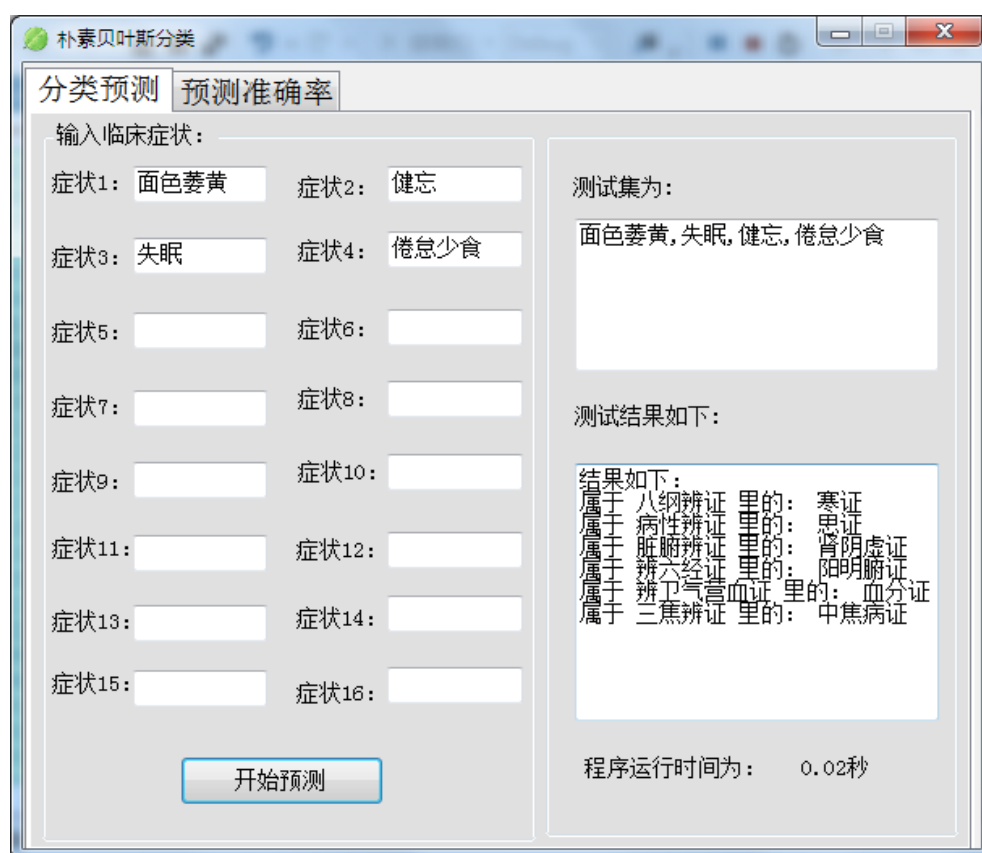 朴素贝叶斯分类
分类预测 预测准确率
输入临床症状：
症状1： 面色萎黄 症状2： 健忘
症状3： 失眠 症状4： 倦怠少食
症状5： 症状6：
症状7： 症状8：
症状9： 症状10：
症状11： 症状12：
症状13： 症状14：
症状15： 症状16：
开始预测
测试集为：
面色萎黄,失眠,健忘,倦怠少食
测试结果如下：
结果如下：
属于 八纲辨证 里的： 寒证
属于 病性辨证 里的： 思证
属于 脏腑辨证 里的： 肾阴虚证
属于 辨六经证 里的： 阳明腑证
属于 辨卫气营血证 里的： 血分证
属于 三焦辨证 里的： 中焦病证
程序运行时间为： 0.02秒